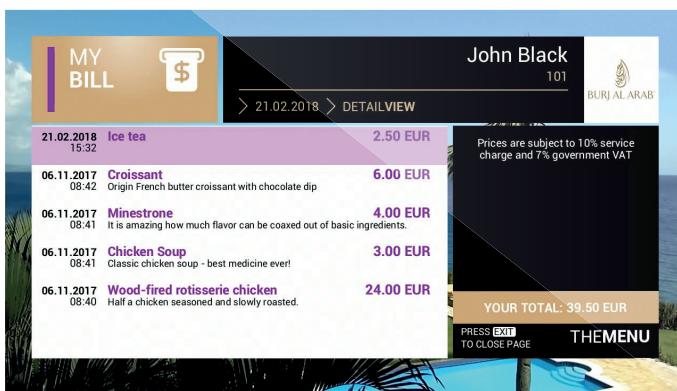 MY
BILL
$
John Black
101
21.02.2018 DETAILVIEW
BURJ AL ARAB
21.02.2018 Ice tea 2.50 EUR
15:32
06.11.2017 Croissant 6.00 EUR
08:42 Origin French butter croissant with chocolate dip
06.11.2017 Minestrone 4.00 EUR
08:41 It is amazing how much flavor can be coaxed out of basic ingredients.
06.11.2017 Chicken Soup 3.00 EUR
08:41 Classic chicken soup - best medicine ever!
06.11.2017 Wood-fired rotisserie chicken 24.00 EUR
08:40 Half a chicken seasoned and slowly roasted.
Prices are subject to 10% service
charge and 7% government VAT
YOUR TOTAL: 39.50 EUR
PRESS EXIT
TO CLOSE PAGE
THEMENU